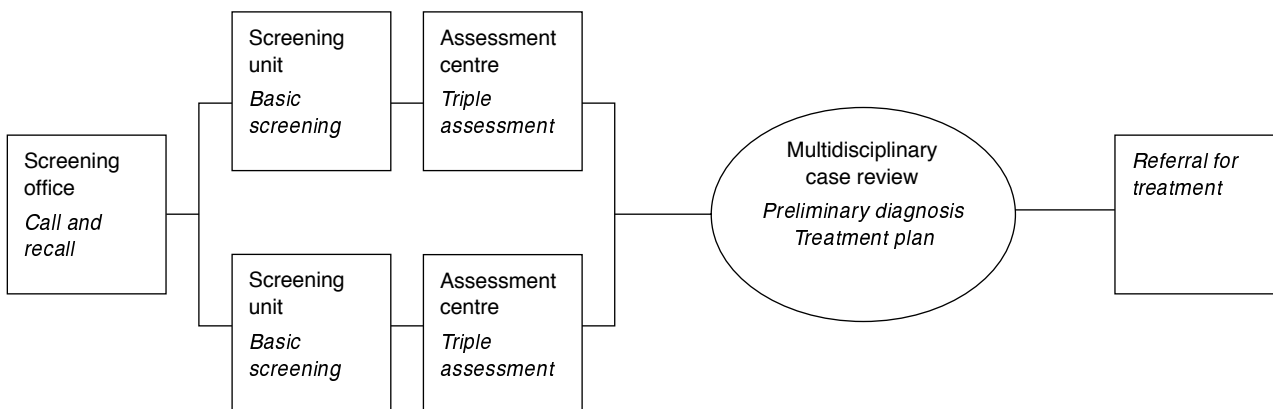 Screening
office
Call and
recall
Screening
unit
Basic
screening
Assessment
centre
Triple
assessment
Screening
unit
Basic
screening
Assessment
centre
Triple
assessment
Multidisciplinary
case review
Preliminary diagnosis
Treatment plan
Referral for
treatment